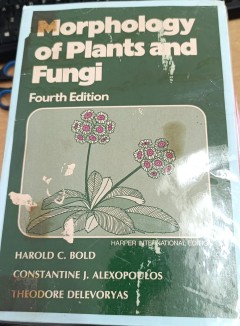 Morphology
of Plants and
Fungi
Fourth Edition
HARPER INTERNATIONAL EDITION
HAROLD C. BOLD
CONSTANTINE J. ALEXOPOULOS
THEODORE DELEVORYAS